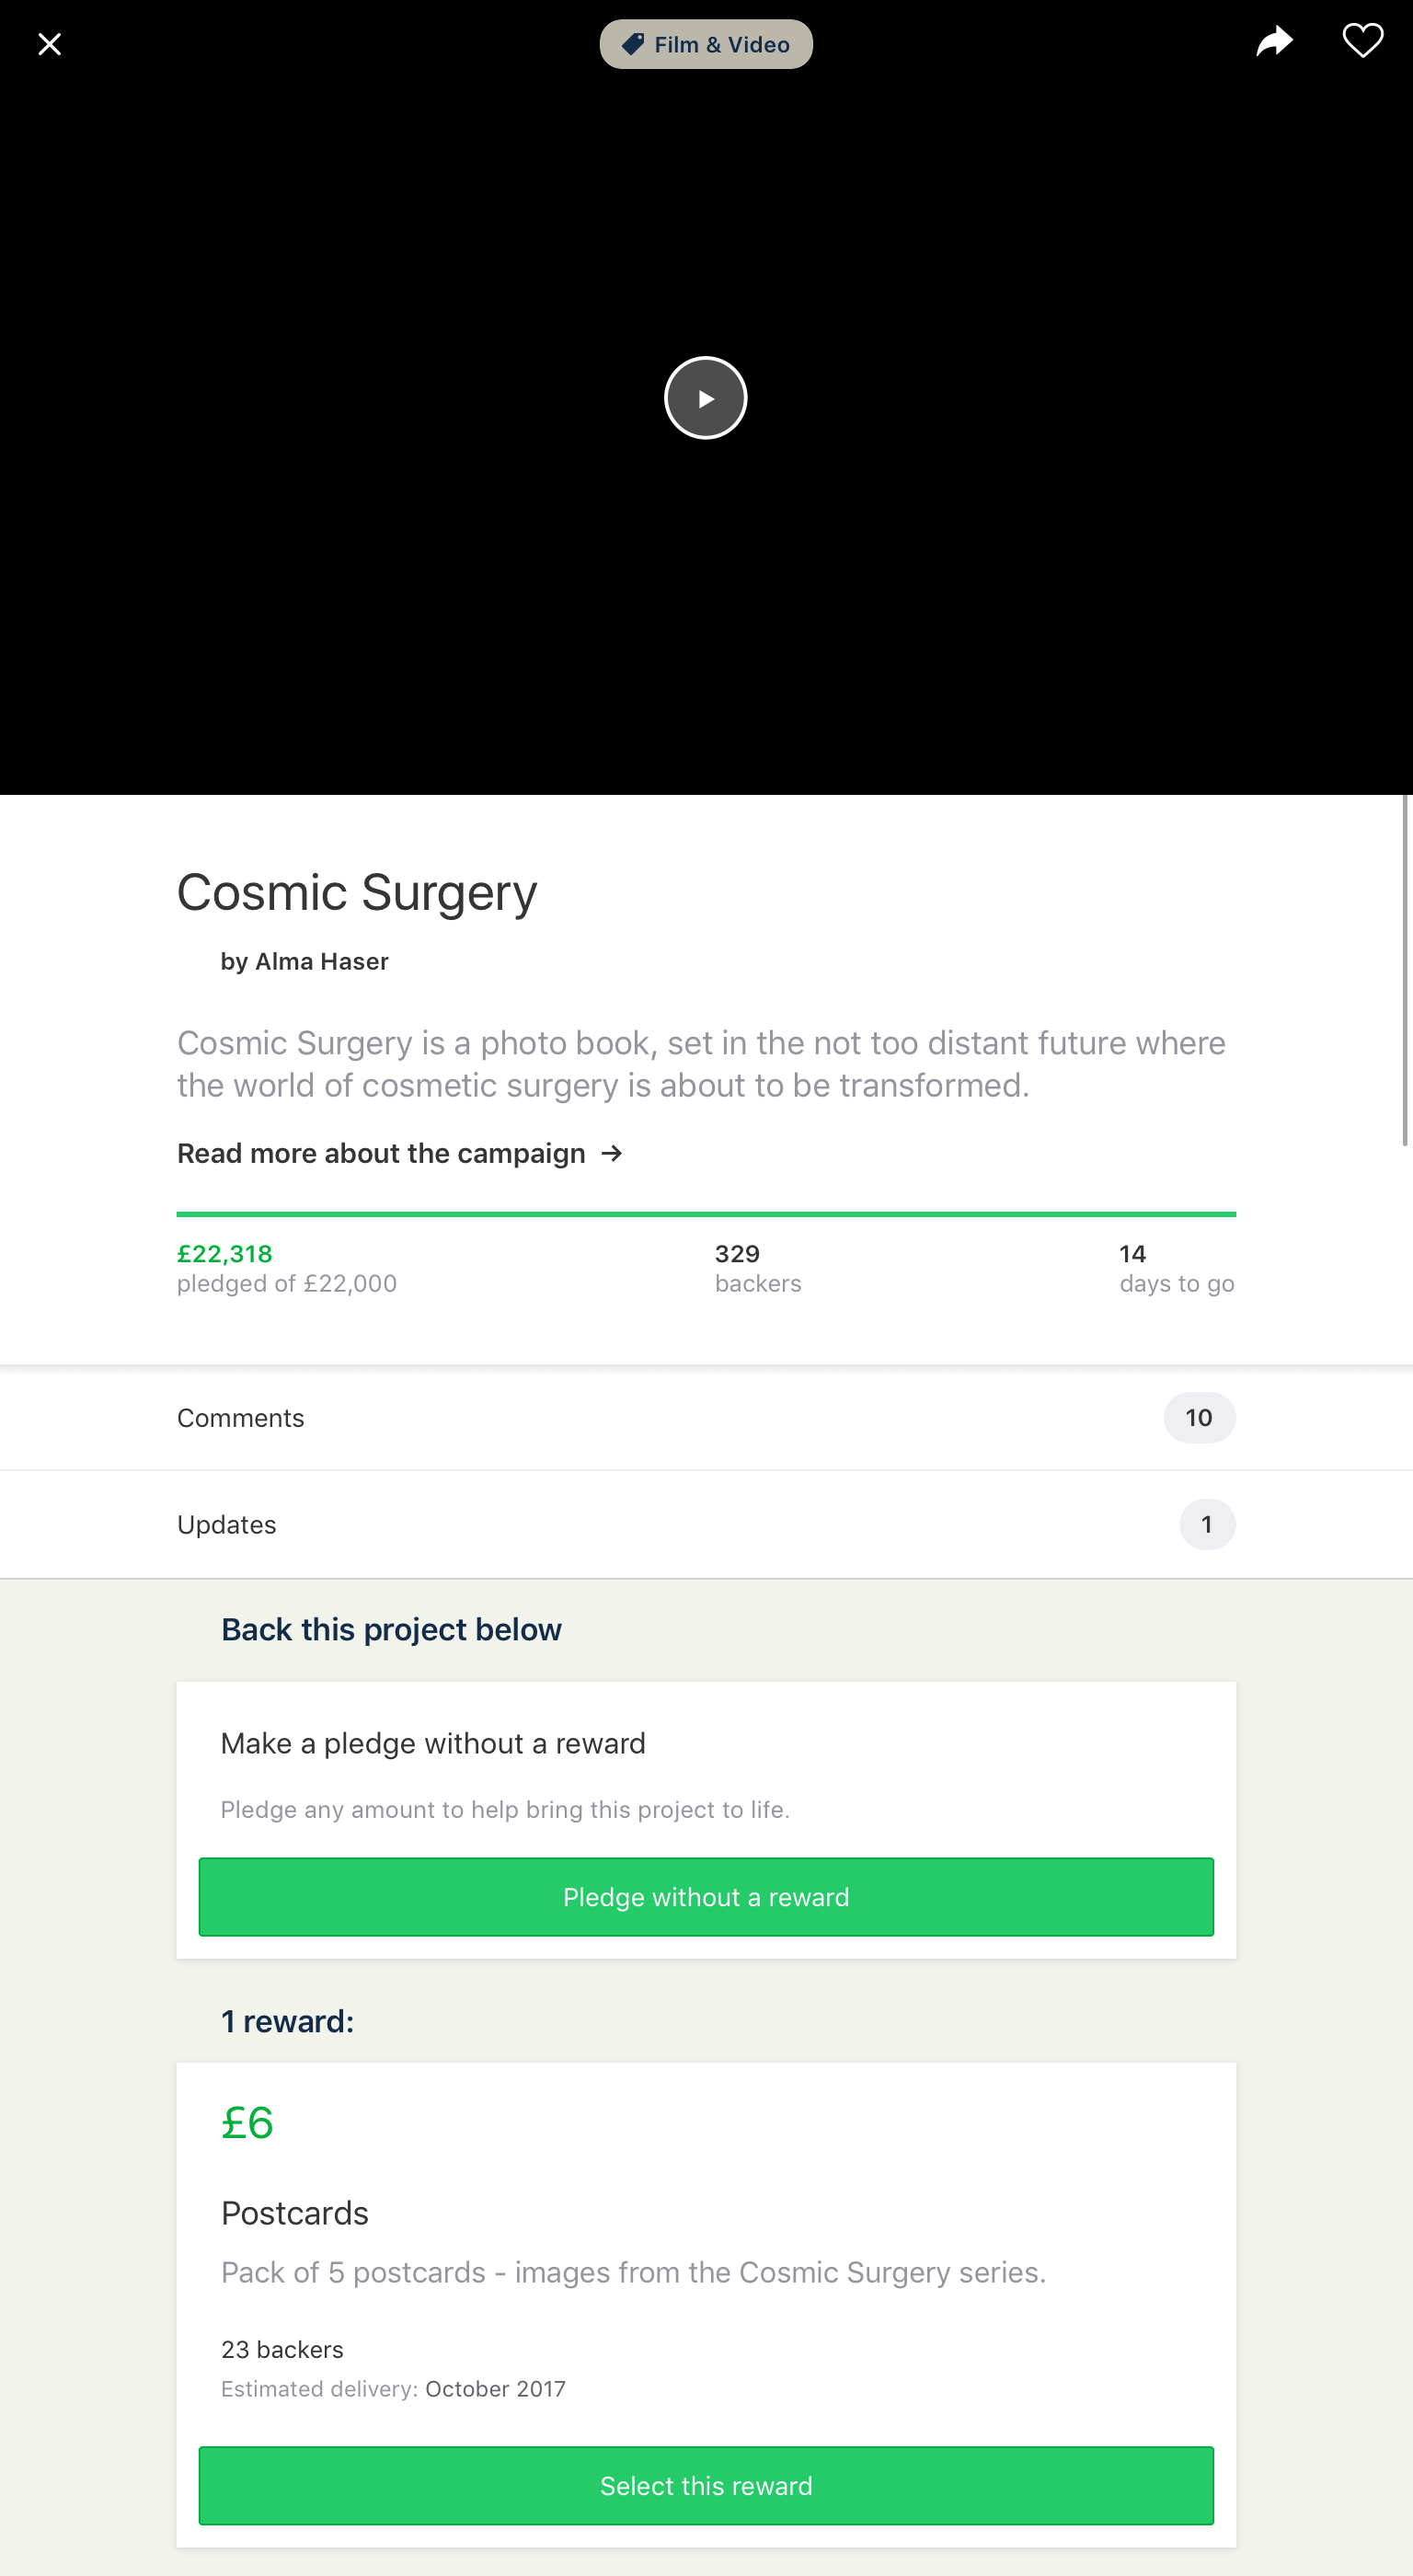 Film & Video
Cosmic Surgery
by Alma Haser
Cosmic Surgery is a photo book, set in the not too distant future where
the world of cosmetic surgery is about to be transformed.
Read more about the campaign →
£22,318
pledged of £22,000
329
backers
14
days to go
Comments
10
Updates
1
Back this project below
Make a pledge without a reward
Pledge any amount to help bring this project to life.
Pledge without a reward
1 reward:
£6
Postcards
Pack of 5 postcards - images from the Cosmic Surgery series.
23 backers
Estimated delivery: October 2017
Select this reward